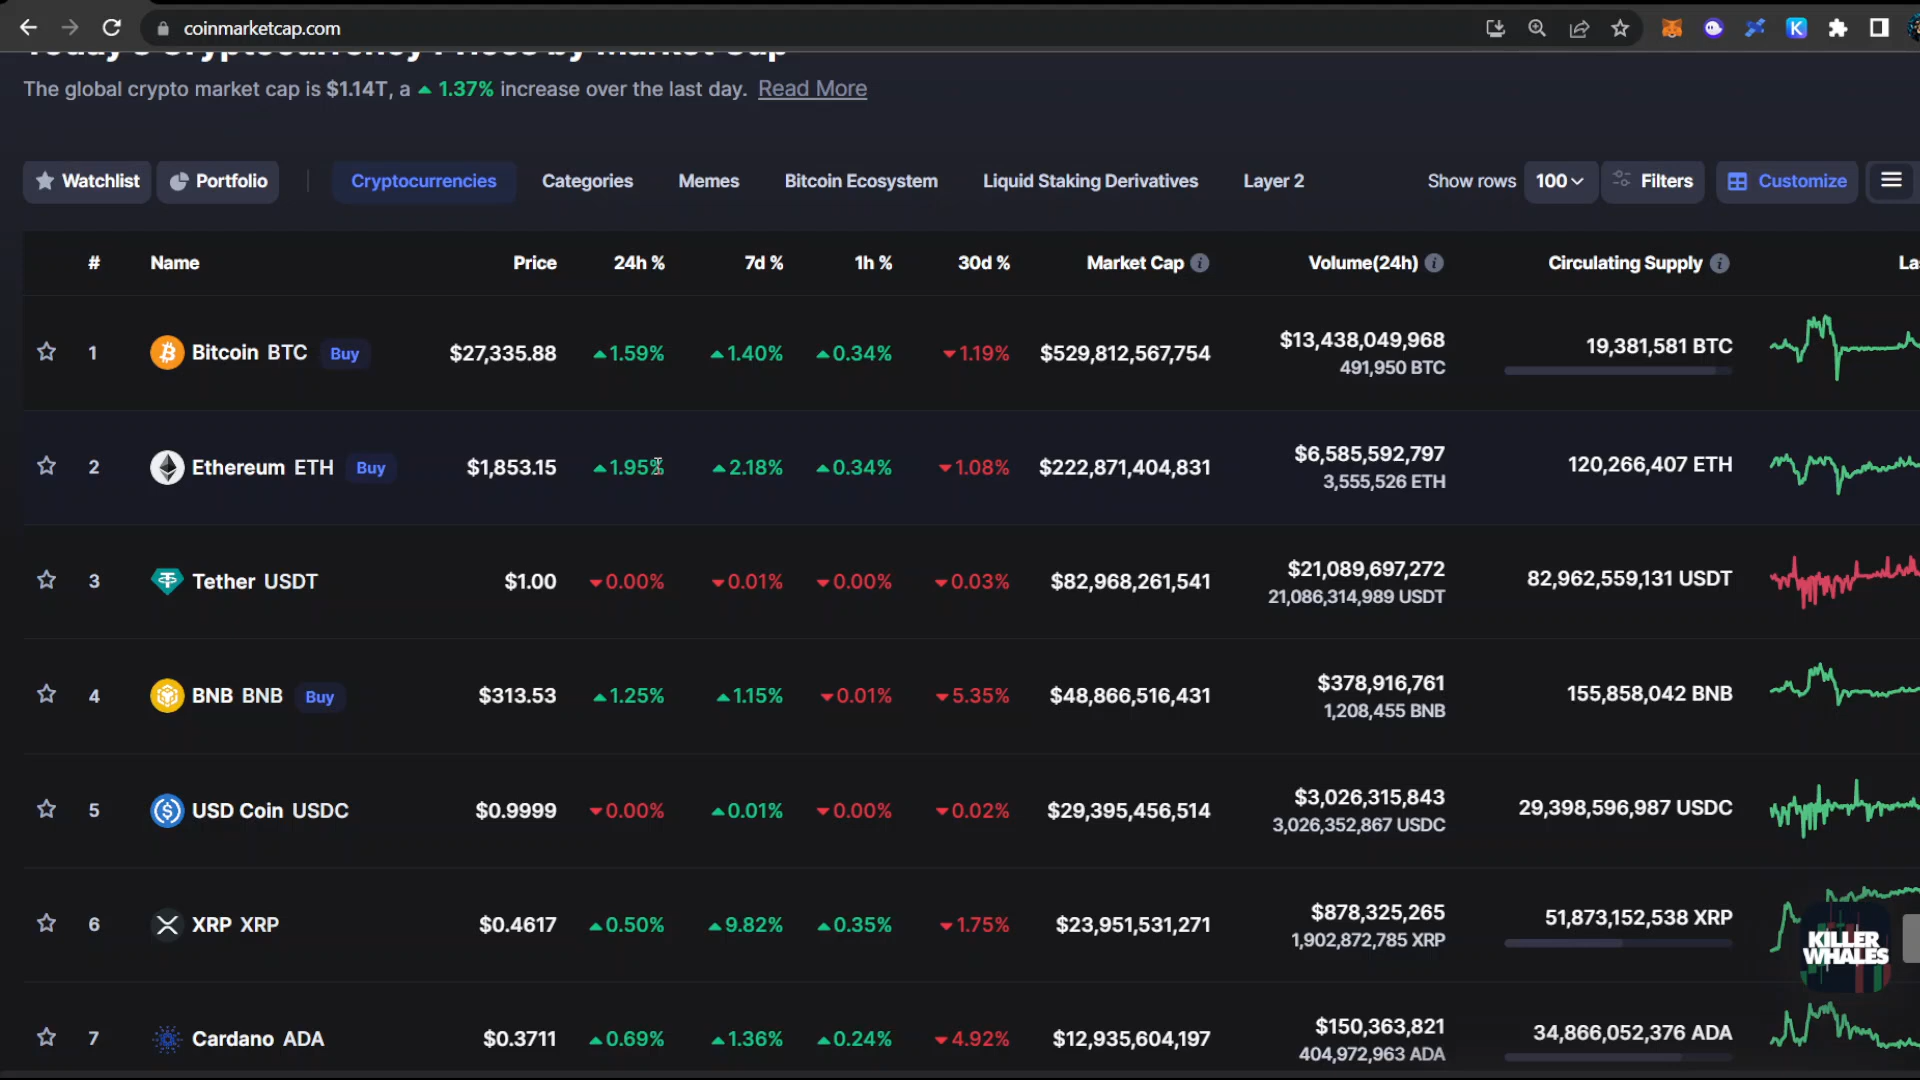 coinmarketcap.com
Today's Cryptocurrency Prices by Market Cap
The global crypto market cap is $1.14T, a 1.37% increase over the last day. Read More
Watchlist Portfolio Cryptocurrencies Categories Memes Bitcoin Ecosystem Liquid Staking Derivatives Layer 2 Show rows 100 Filters Customize
# Name Price 24h % 7d % 1h % 30d % Market Cap Volume(24h) Circulating Supply La
1 Bitcoin BTC Buy $27,335.88 1.59% 1.40% 0.34% 1.19% $529,812,567,754 $13,438,049,968 19,381,581 BTC
491,950 BTC
2 Ethereum ETH Buy $1,853.15 1.95% 2.18% 0.34% 1.08% $222,871,404,831 $6,585,592,797 120,266,407 ETH
3,555,526 ETH
3 Tether USDT $1.00 0.00% 0.01% 0.00% 0.03% $82,968,261,541 $21,089,697,272 82,962,559,131 USDT
21,086,314,989 USDT
4 BNB BNB Buy $313.53 1.25% 1.15% 0.01% 5.35% $48,866,516,431 $378,916,761 155,858,042 BNB
1,208,455 BNB
5 USD Coin USDC $0.9999 0.00% 0.01% 0.00% 0.02% $29,395,456,514 $3,026,315,843 29,398,596,987 USDC
3,026,352,867 USDC
6 XRP XRP $0.4617 0.50% 9.82% 0.35% 1.75% $23,951,531,271 $878,325,265 51,873,152,538 XRP
1,902,872,785 XRP
KILLER
WHALES
7 Cardano ADA $0.3711 0.69% 1.36% 0.24% 4.92% $12,935,604,197 $150,363,821 34,866,052,376 ADA
404,972,963 ADA